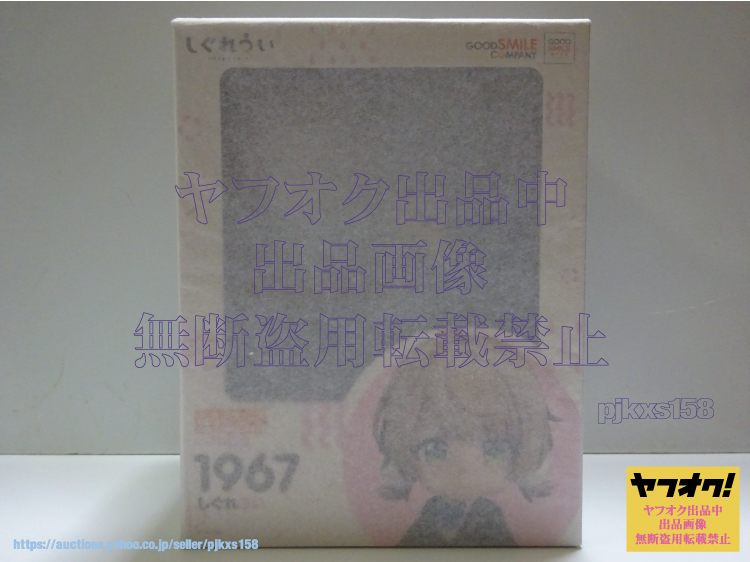 しぐれうい
GOODSMILE
COMPANY
ヤフオク出品中
出品画像
無断盗用転載禁止
pjkxs158
1967
しぐれ
https://auctions.yahoo.co.jp/seller/pjkxs158
ヤフオク!
ヤフオク出品中
出品画像
無断盗用転載禁止